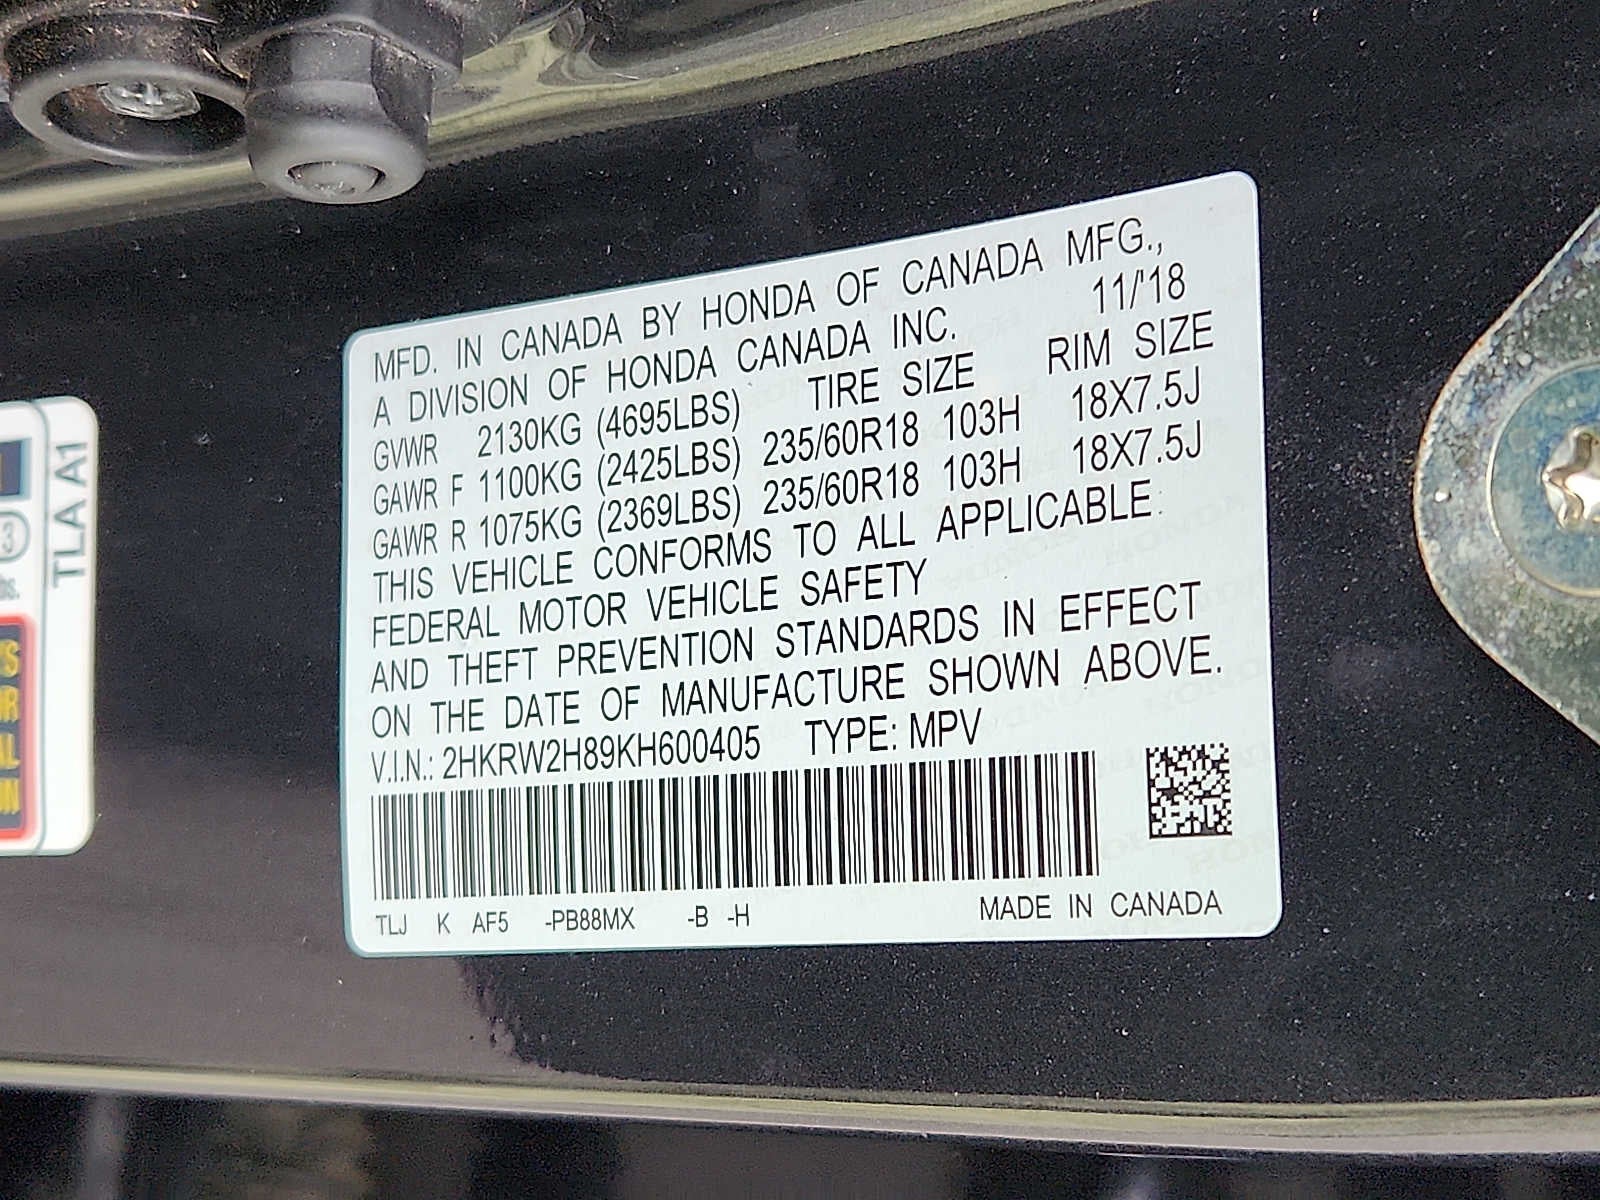 MFD. IN CANADA BY HONDA OF CANADA MFG.,
A DIVISION OF HONDA CANADA INC. 11/'18
GVWR 2130KG (4695LBS) TIRE SIZE RIM SIZE
GAWR F 1100KG (2425LBS) 235/60R18 103H 18X7.5J
GAWR R 1075KG (2369LBS) 235/60R18 103H 18X7.5J
THIS VEHICLE CONFORMS TO ALL APPLICABLE
FEDERAL MOTOR VEHICLE SAFETY
AND THEFT PREVENTION STANDARDS IN EFFECT
ON THE DATE OF MANUFACTURE SHOWN ABOVE.
V.I.N.: 2HKRW2H89KH600405 TYPE: MPV
TLJ K AF5 -PB88MX -B -H MADE IN CANADA
TLA A1
3